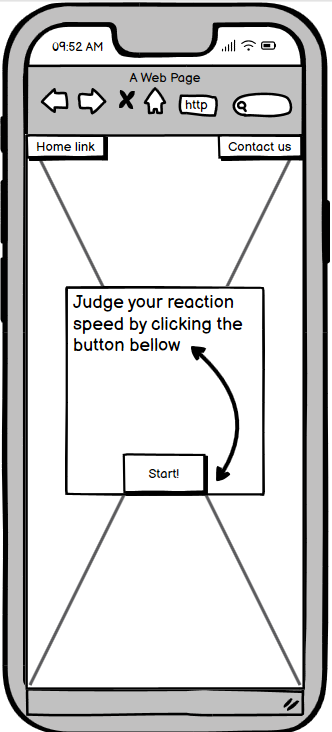 09:52 AM
A Web Page
http
Home link
Contact us
Judge your reaction
speed by clicking the
button bellow
Start!